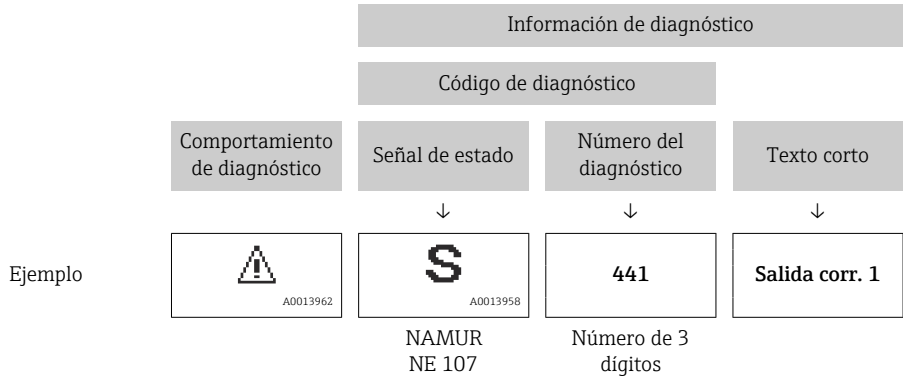 Información de diagnóstico
Código de diagnóstico
Comportamiento
de diagnóstico
Señal de estado
Número del
diagnóstico
Texto corto
↓ ↓ ↓
Ejemplo
A0013962
S
A0013958
441
Salida corr. 1
NAMUR
NE 107
Número de 3
dígitos